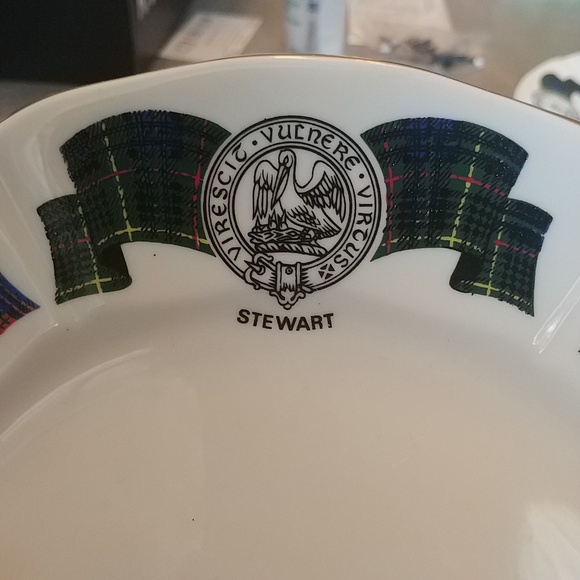 VIRESCIT · VULNERE · VIRTUS
STEWART